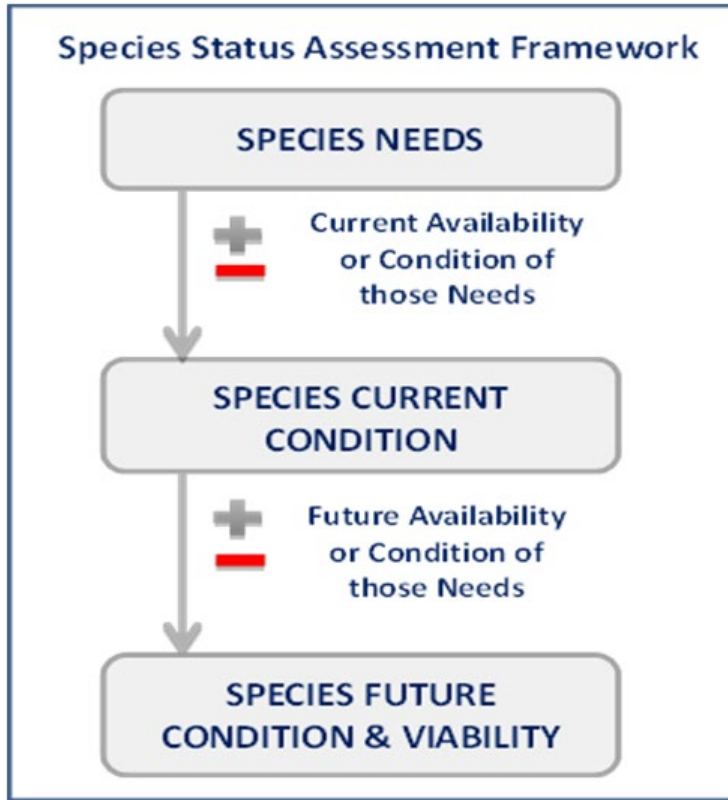 Species Status Assessment Framework
SPECIES NEEDS
Current Availability
or Condition of
those Needs
SPECIES CURRENT
CONDITION
Future Availability
or Condition of
those Needs
SPECIES FUTURE
CONDITION & VIABILITY